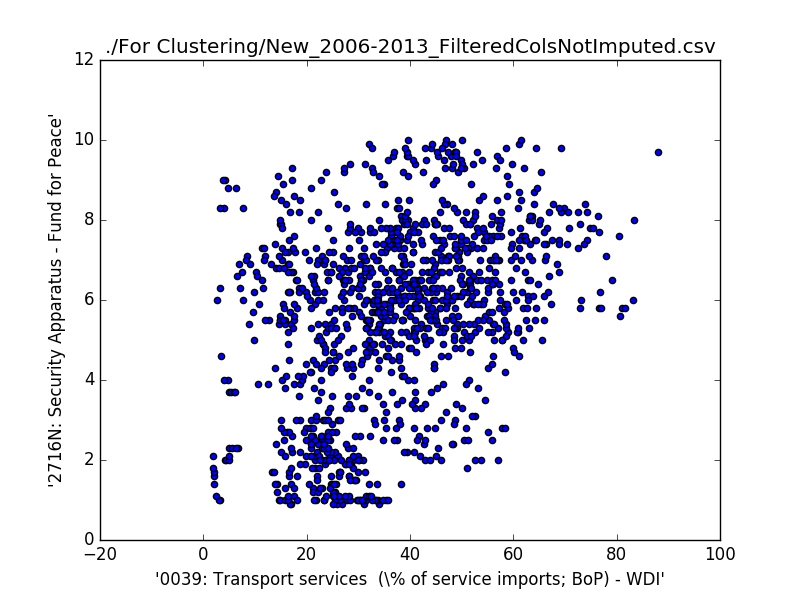 ./For Clustering/New_2006-2013_FilteredColsNotImputed.csv
12
10
8
6
4
2
0
'2716N: Security Apparatus - Fund for Peace'
−20 0 20 40 60 80 100
'0039: Transport services  (\% of service imports; BoP) - WDI'